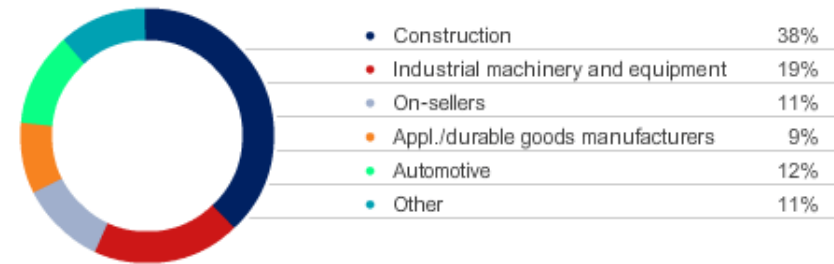 Construction 38%
Industrial machinery and equipment 19%
On-sellers 11%
Appl./durable goods manufacturers 9%
Automotive 12%
Other 11%